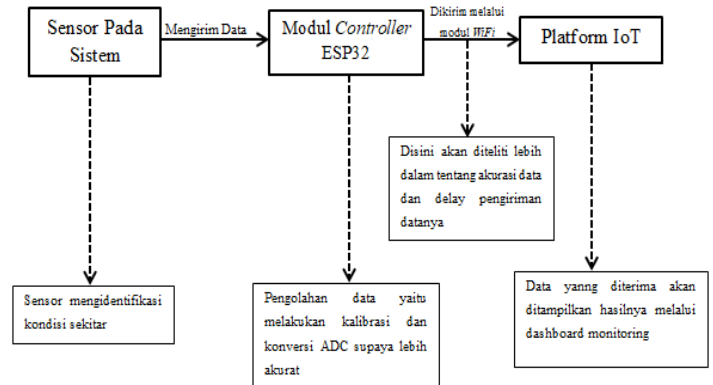 Sensor Pada
Sistem
Mengirim Data
Modul Controller
ESP32
Dikirim melalui
modul WiFi
Platform IoT
Disini akan diteliti lebih
dalam tentang akurasi data
dan delay pengiriman
datanya
Sensor mengidentifikasi
kondisi sekitar
Pengolahan data yaitu
melakukan kalibrasi dan
konversi ADC supaya lebih
akurat
Data yanng diterima akan
ditampilkan hasilnya melalui
dashboard monitoring